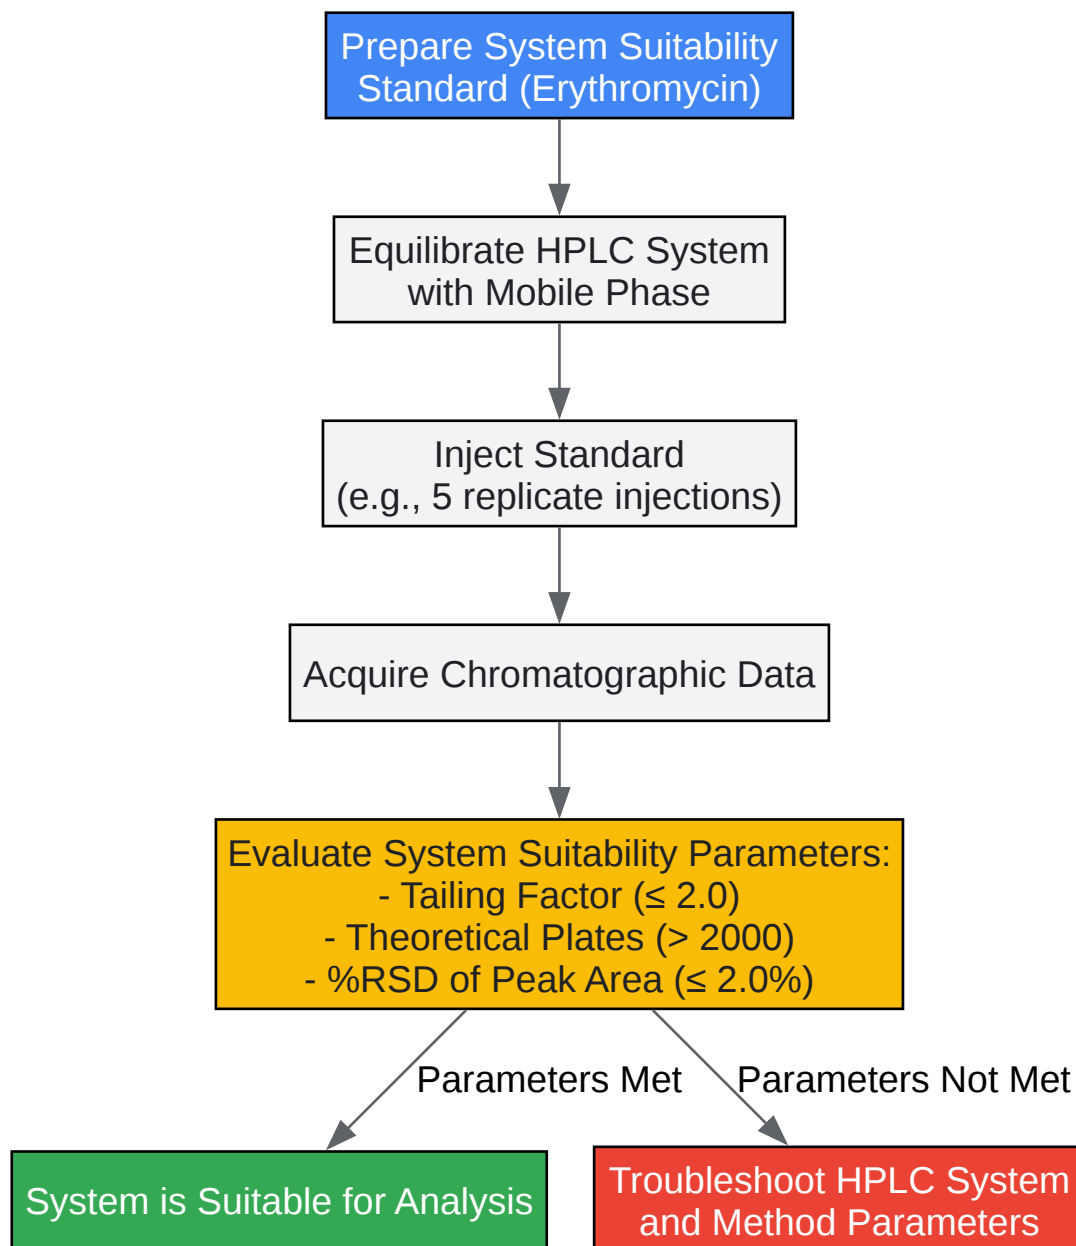 Prepare System Suitability
Standard (Erythromycin)
Equilibrate HPLC System
with Mobile Phase
Inject Standard
(e.g., 5 replicate injections)
Acquire Chromatographic Data
Evaluate System Suitability Parameters:
- Tailing Factor (≤ 2.0)
- Theoretical Plates (> 2000)
- %RSD of Peak Area (≤ 2.0%)
Parameters Met
Parameters Not Met
System is Suitable for Analysis
Troubleshoot HPLC System
and Method Parameters